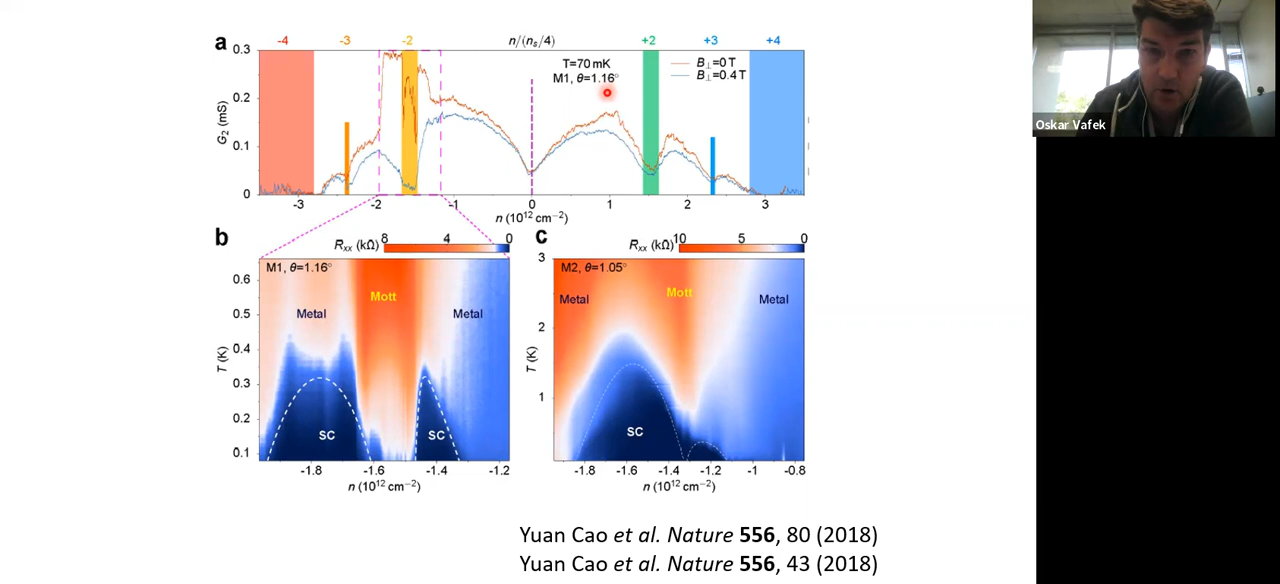 a
-4 -3 -2 n/(nₛ/4) +2 +3 +4
0.3
0.2
0.1
0
G₂ (mS)
T=70 mK
M1, θ=1.16°
B⊥=0 T
B⊥=0.4 T
-3 -2 -1 0 1 2 3
n (10¹² cm⁻²)
b
Rxx (kΩ) 8 4 0
M1, θ=1.16°
Mott
Metal
Metal
SC
SC
0.6
0.5
0.4
0.3
0.2
0.1
T (K)
-1.8 -1.6 -1.4 -1.2
n (10¹² cm⁻²)
c
Rxx (kΩ) 10 5 0
M2, θ=1.05°
Metal
Mott
Metal
SC
3
2
1
T (K)
-1.8 -1.6 -1.4 -1.2 -1 -0.8
n (10¹² cm⁻²)
Yuan Cao et al. Nature 556, 80 (2018)
Yuan Cao et al. Nature 556, 43 (2018)
Oskar Vafek